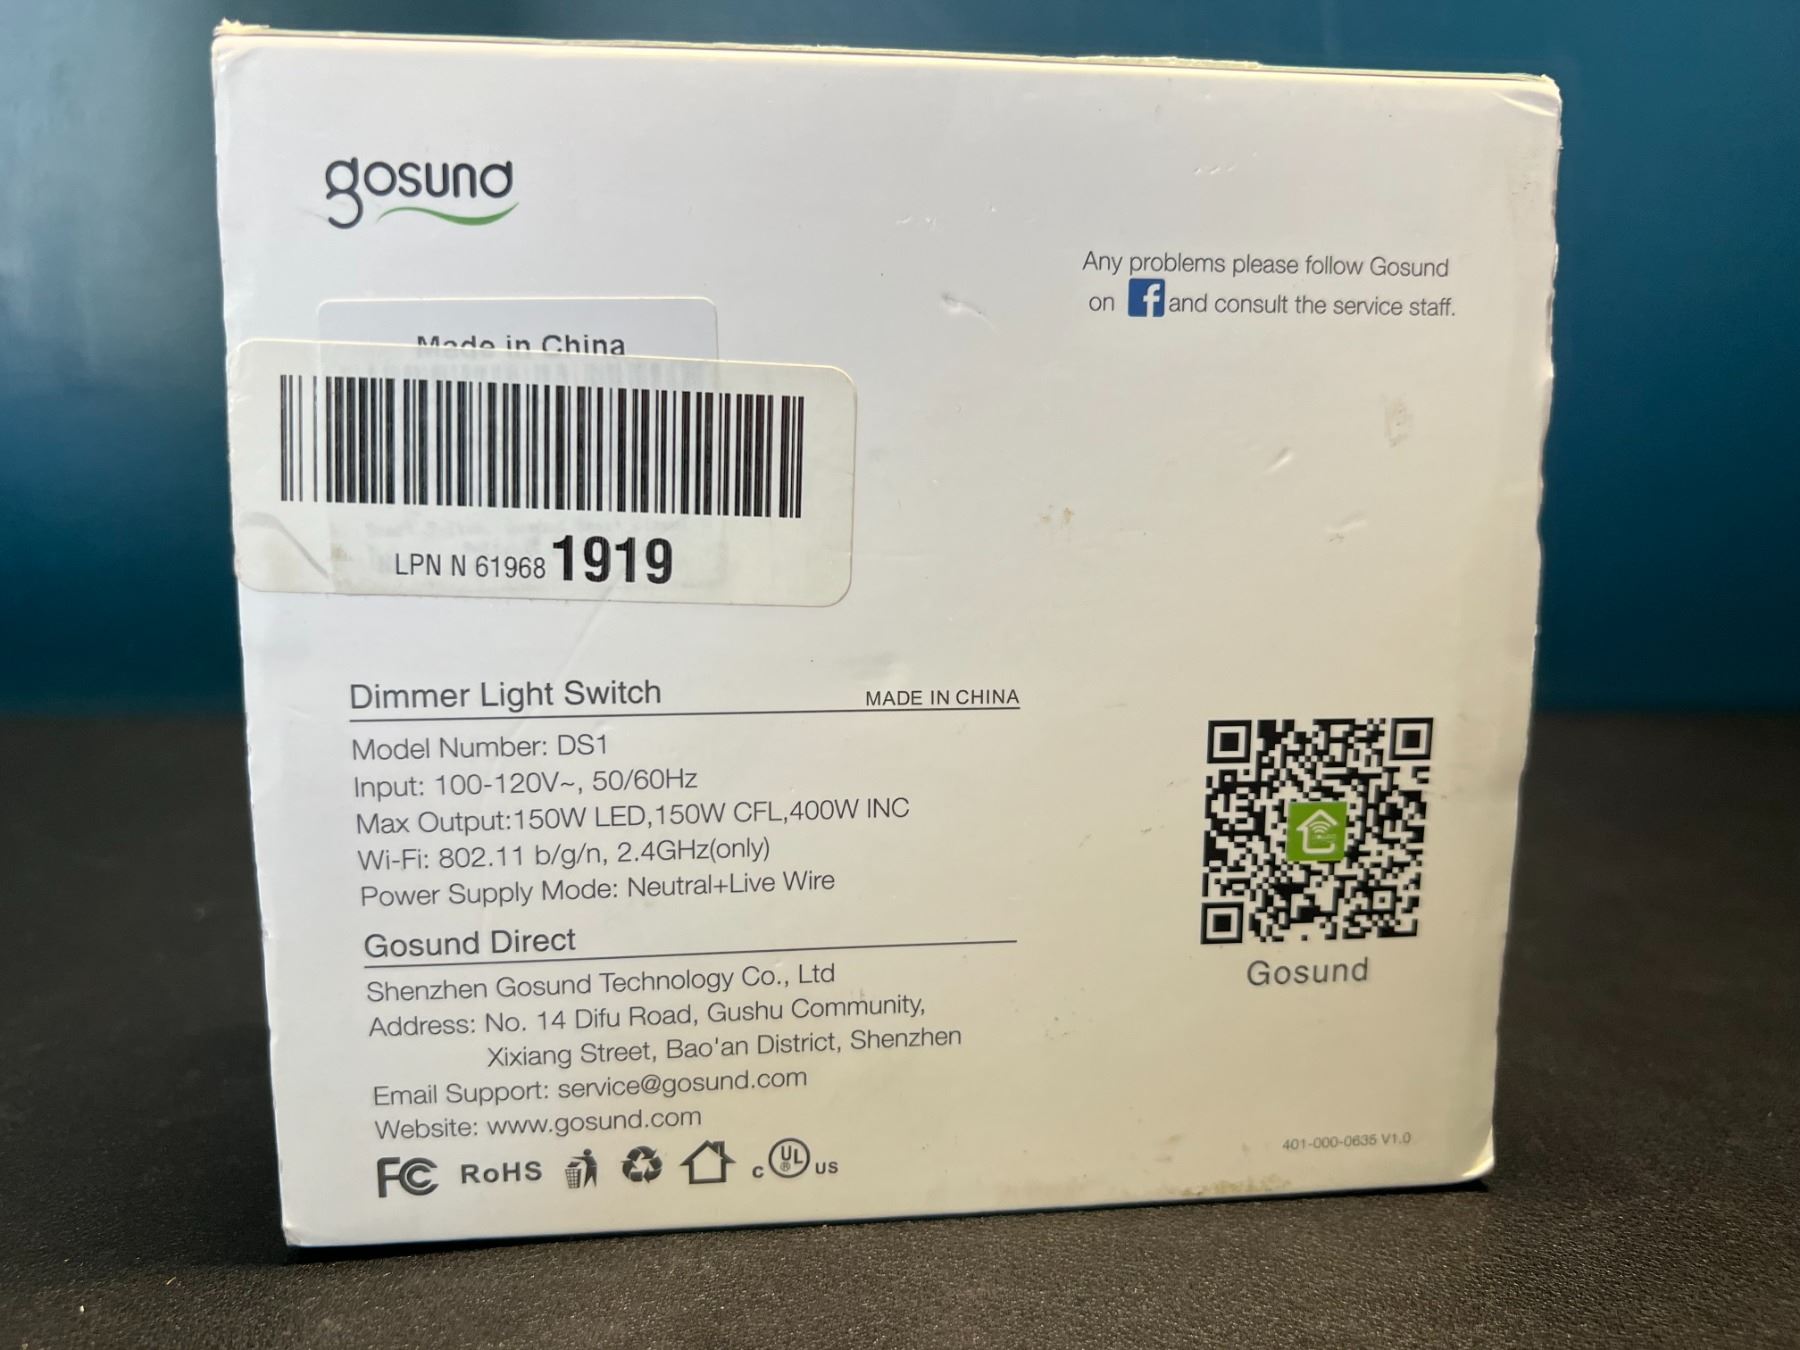 gosund
Any problems please follow Gosund
on f and consult the service staff.
Made in China
LPN N 61968 1919
Dimmer Light Switch MADE IN CHINA
Model Number: DS1
Input: 100-120V~, 50/60Hz
Max Output:150W LED,150W CFL,400W INC
Wi-Fi: 802.11 b/g/n, 2.4GHz(only)
Power Supply Mode: Neutral+Live Wire
Gosund Direct
Shenzhen Gosund Technology Co., Ltd
Address: No. 14 Difu Road, Gushu Community,
Xixiang Street, Bao'an District, Shenzhen
Email Support: service@gosund.com
Website: www.gosund.com
Gosund
401-000-0635 V1.0
FC RoHS c UL ® US